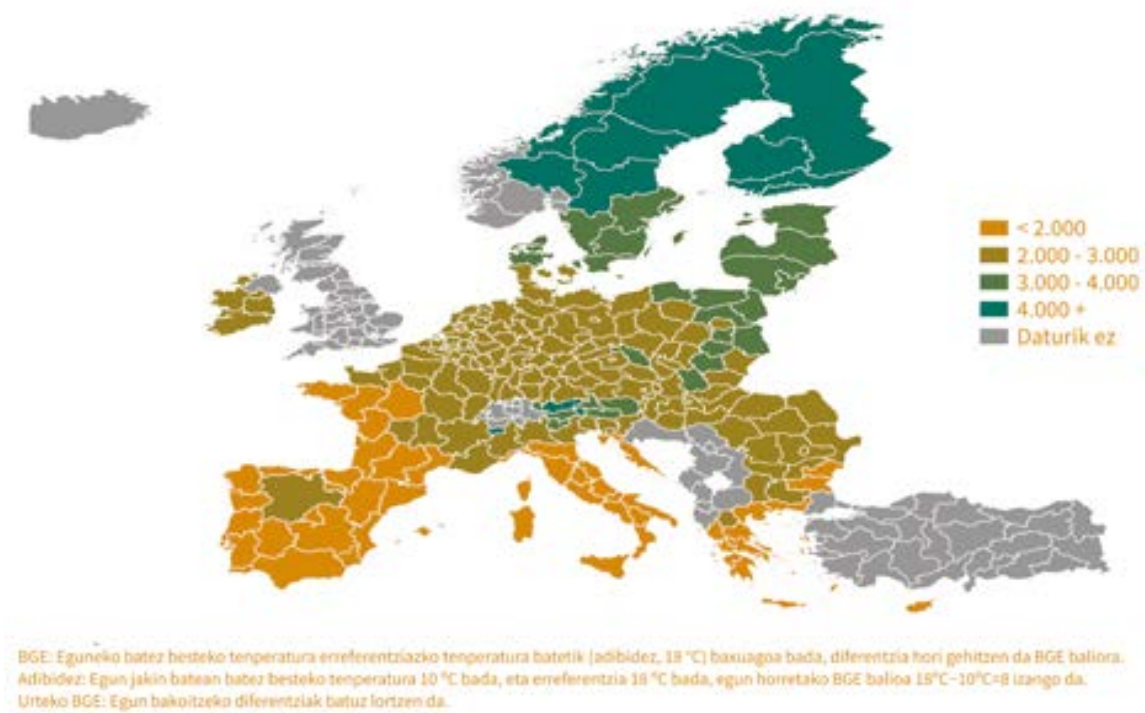 < 2.000
2.000 - 3.000
3.000 - 4.000
4.000 +
Daturik ez
BGE: Eguneko batez besteko tenperatura erreferentziazko tenperatura batetik (adibidez, 18 °C) baxuagoa bada, diferentzia hori gehitzen da BGE baliora.
Adibidez: Egun jakin batean batez besteko tenperatura 10 °C bada, eta erreferentzia 18 °C bada, egun horretako BGE balioa 18°C−10°C=8 izango da.
Urteko BGE: Egun bakoitzeko diferentziak batuz lortzen da.